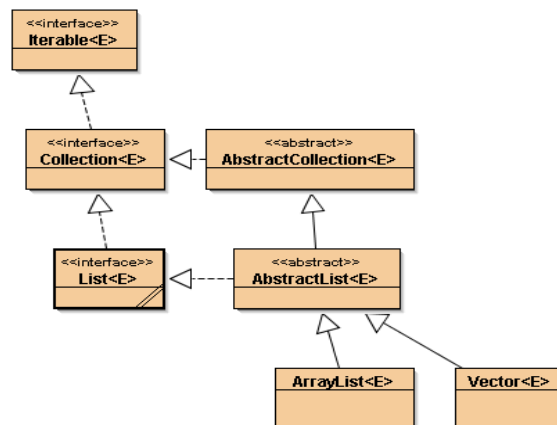 <<interface>>
Iterable<E>
<<interface>>
Collection<E>
<<abstract>>
AbstractCollection<E>
<<interface>>
List<E>
<<abstract>>
AbstractList<E>
ArrayList<E>
Vector<E>